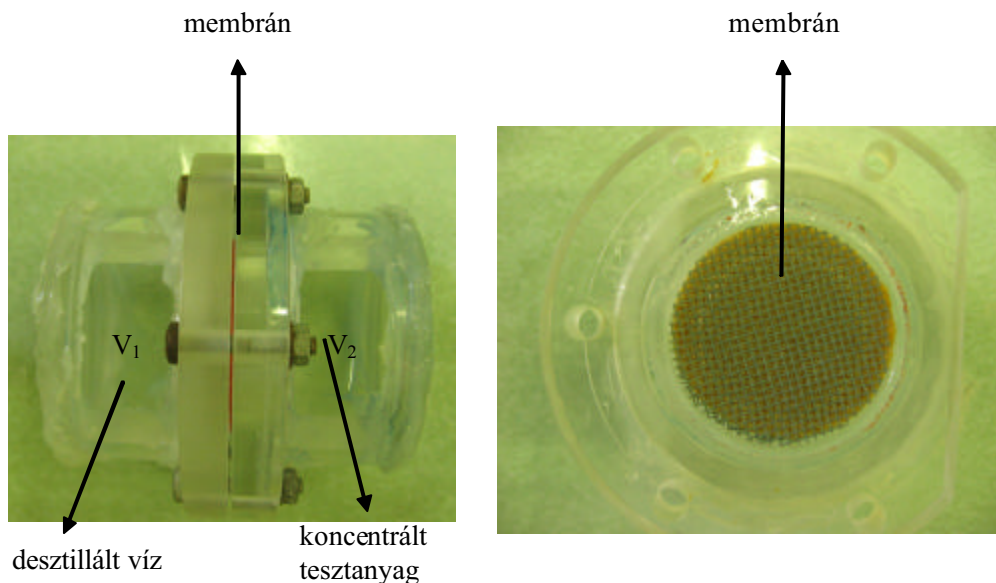 membrán
membrán
V₁
V₂
desztillált víz
koncentrált
tesztanyag